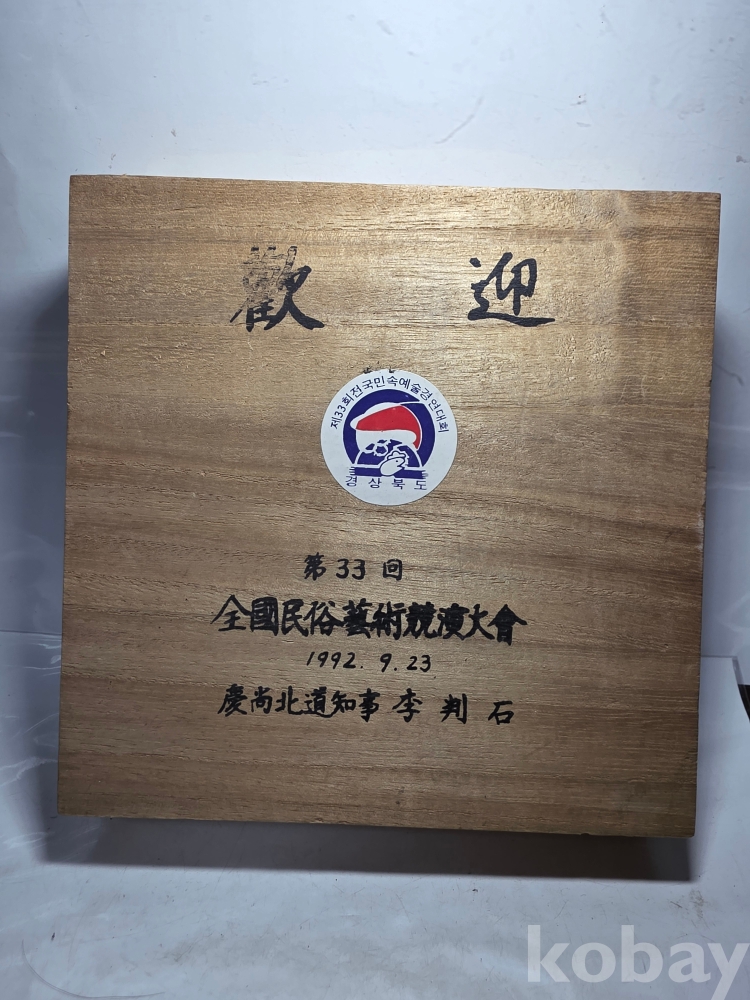 歡 迎
제33회전국민속예술경연대회
경상북도
第33回
全國民俗藝術競演大會
1992. 9. 23
慶尚北道知事 李判石
kobay